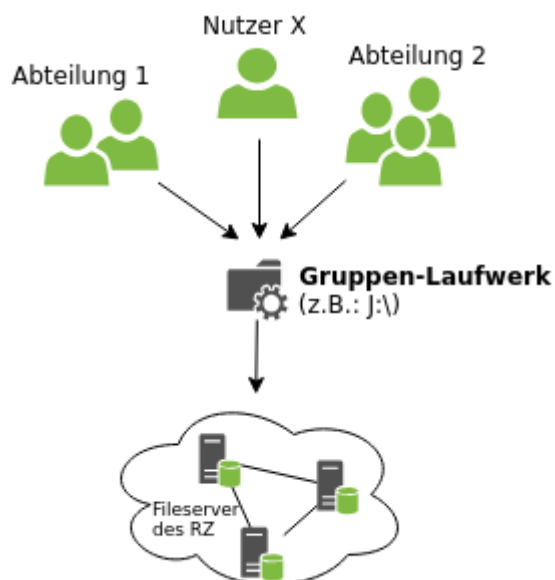 Nutzer X
Abteilung 1
Abteilung 2
Gruppen-Laufwerk
(z.B.: J:\)
Fileserver
des RZ